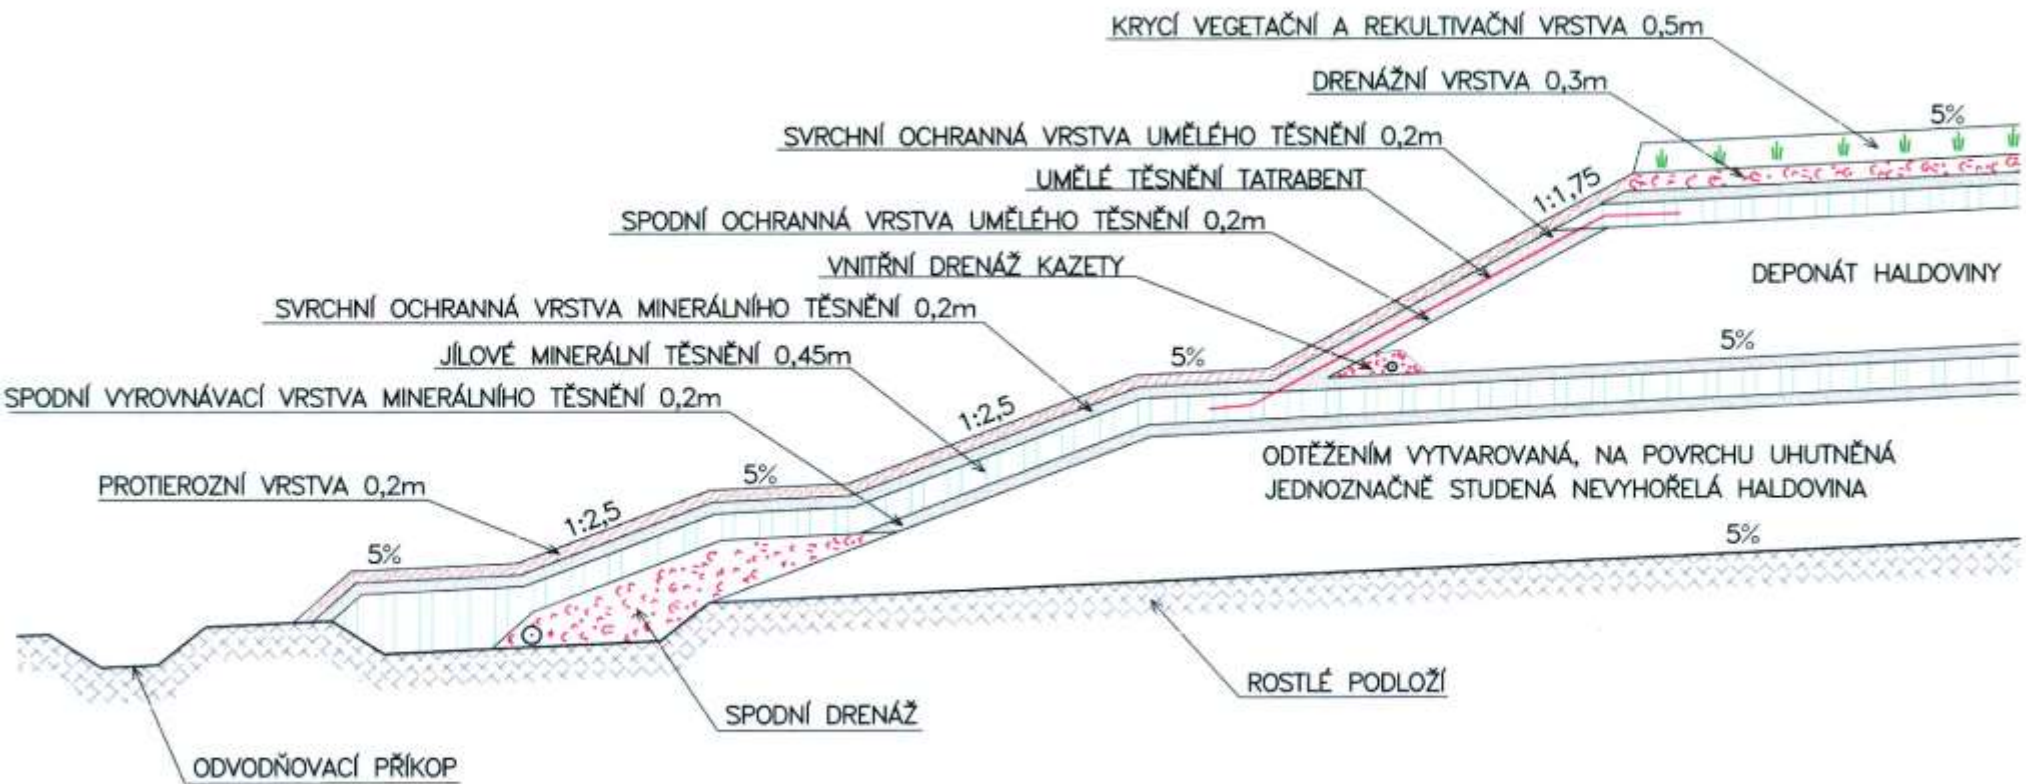 KRYCÍ VEGETAČNÍ A REKULTIVAČNÍ VRSTVA 0,5m
DRENÁŽNÍ VRSTVA 0,3m
5%
SVRCHNÍ OCHRANNÁ VRSTVA UMĚLÉHO TĚSNĚNÍ 0,2m
UMĚLÉ TĚSNĚNÍ TATRABENT
1:1,75
SPODNÍ OCHRANNÁ VRSTVA UMĚLÉHO TĚSNĚNÍ 0,2m
VNITŘNÍ DRENÁŽ KAZETY
DEPONÁT HALDOVINY
SVRCHNÍ OCHRANNÁ VRSTVA MINERÁLNÍHO TĚSNĚNÍ 0,2m
JÍLOVÉ MINERÁLNÍ TĚSNĚNÍ 0,45m
5%
5%
SPODNÍ VYROVNÁVACÍ VRSTVA MINERÁLNÍHO TĚSNĚNÍ 0,2m
1:2,5
ODTĚŽENÍM VYTVAROVANÁ, NA POVRCHU UHUTNĚNÁ
JEDNOZNAČNĚ STUDENÁ NEVYHOŘELÁ HALDOVINA
PROTIEROZNÍ VRSTVA 0,2m
5%
1:2,5
5%
5%
ROSTLÉ PODLOŽÍ
SPODNÍ DRENÁŽ
ODVODŇOVACÍ PŘÍKOP